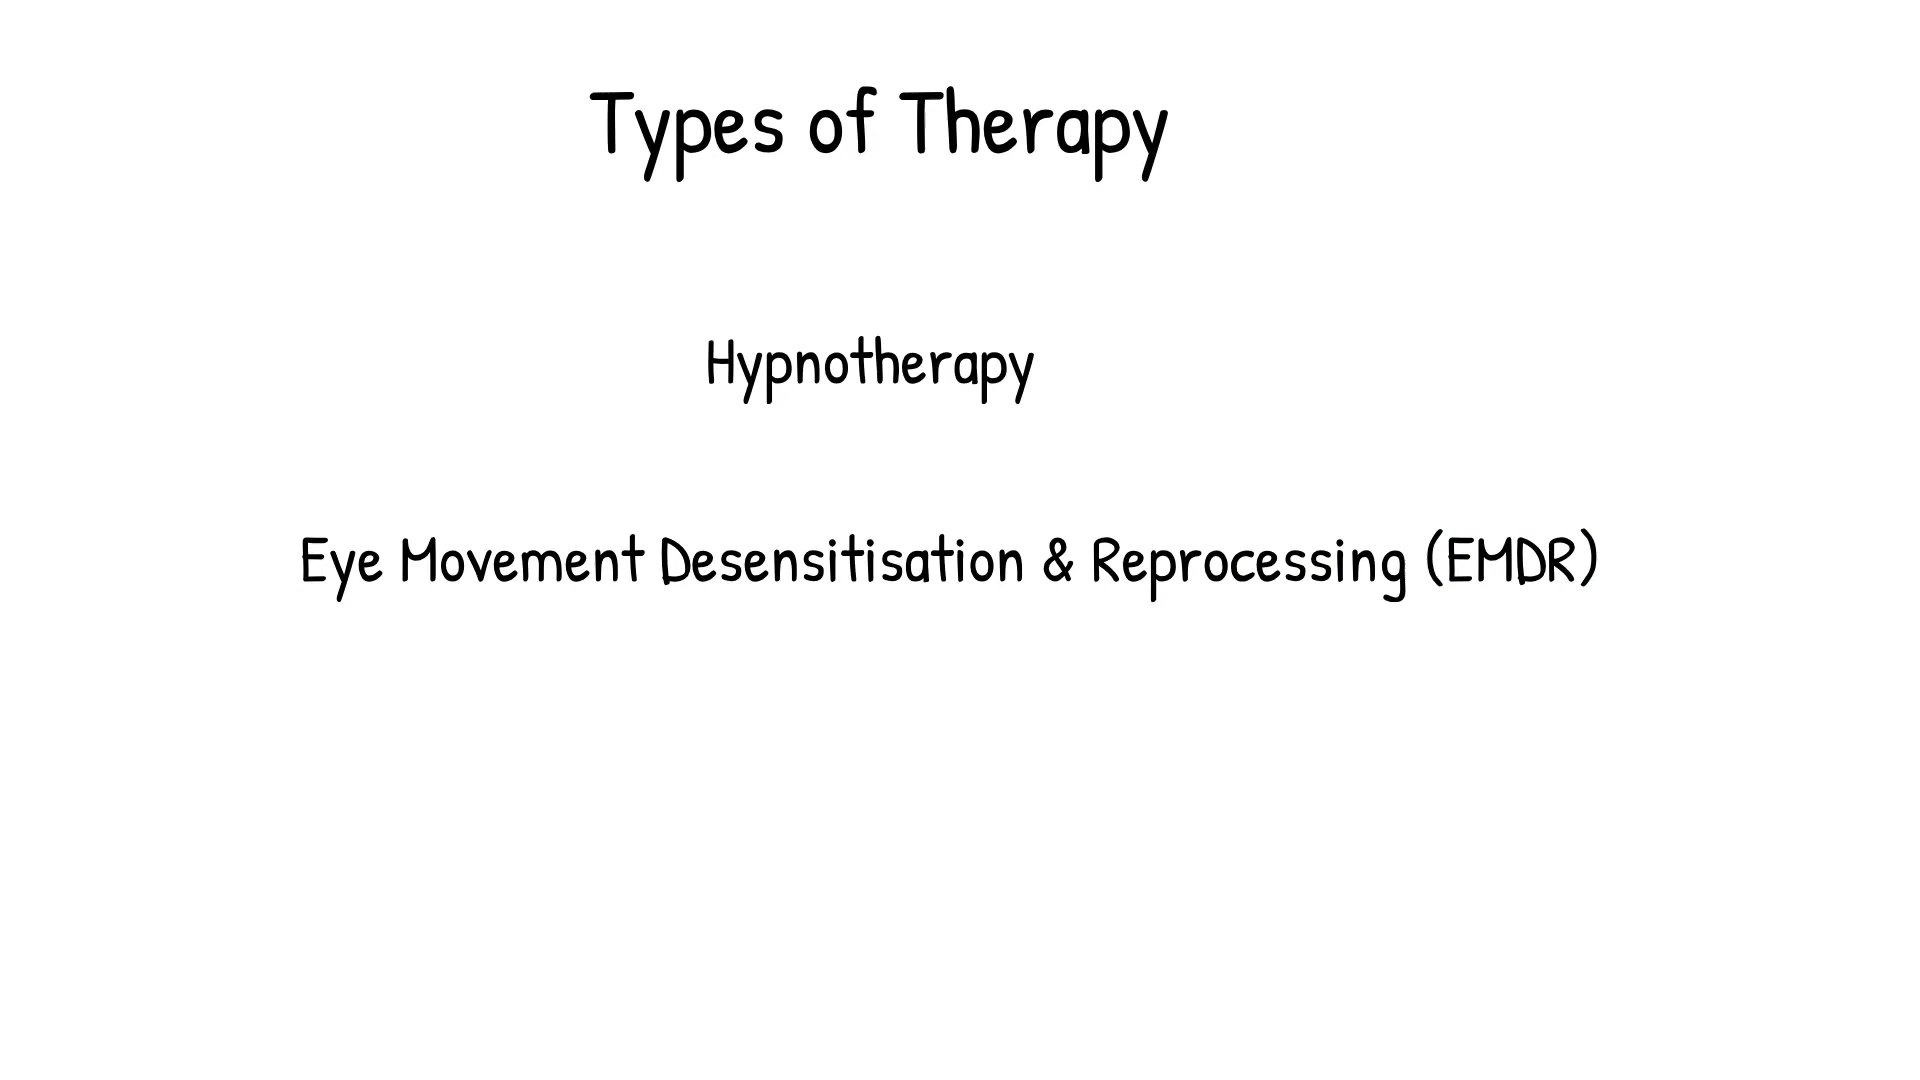 Types of Therapy
Hypnotherapy
Eye Movement Desensitisation & Reprocessing (EMDR)